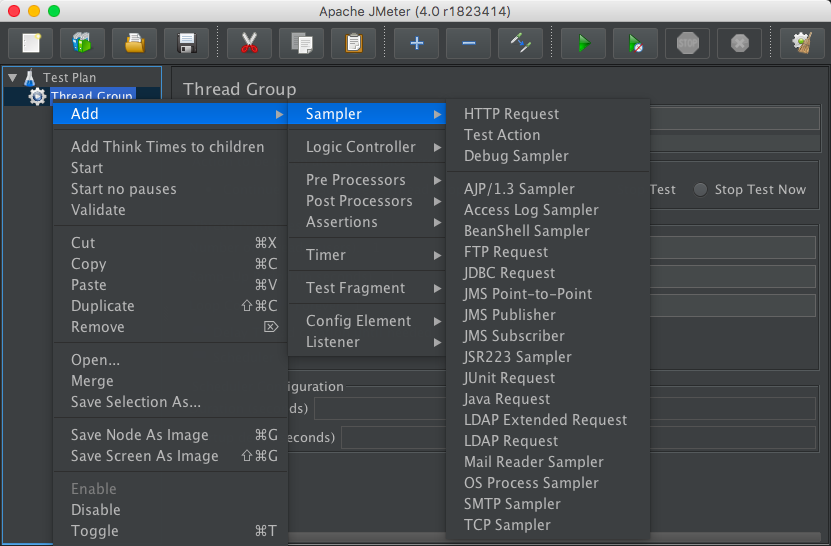 Apache JMeter (4.0 r1823414)
Test Plan
Thread Group
Thread Group
Add
Add Think Times to children
Start
Start no pauses
Validate
Cut ⌘X
Copy ⌘C
Paste ⌘V
Duplicate ⇧⌘C
Remove ⌦
Open...
Merge
Save Selection As...
Save Node As Image ⌘G
Save Screen As Image ⇧⌘G
Enable
Disable
Toggle ⌘T
Sampler
Logic Controller
Pre Processors
Post Processors
Assertions
Timer
Test Fragment
Config Element
Listener
HTTP Request
Test Action
Debug Sampler
AJP/1.3 Sampler
Access Log Sampler
BeanShell Sampler
FTP Request
JDBC Request
JMS Point-to-Point
JMS Publisher
JMS Subscriber
JSR223 Sampler
JUnit Request
Java Request
LDAP Extended Request
LDAP Request
Mail Reader Sampler
OS Process Sampler
SMTP Sampler
TCP Sampler
Test Stop Test Now
iguration
ds)
econds)
STOP